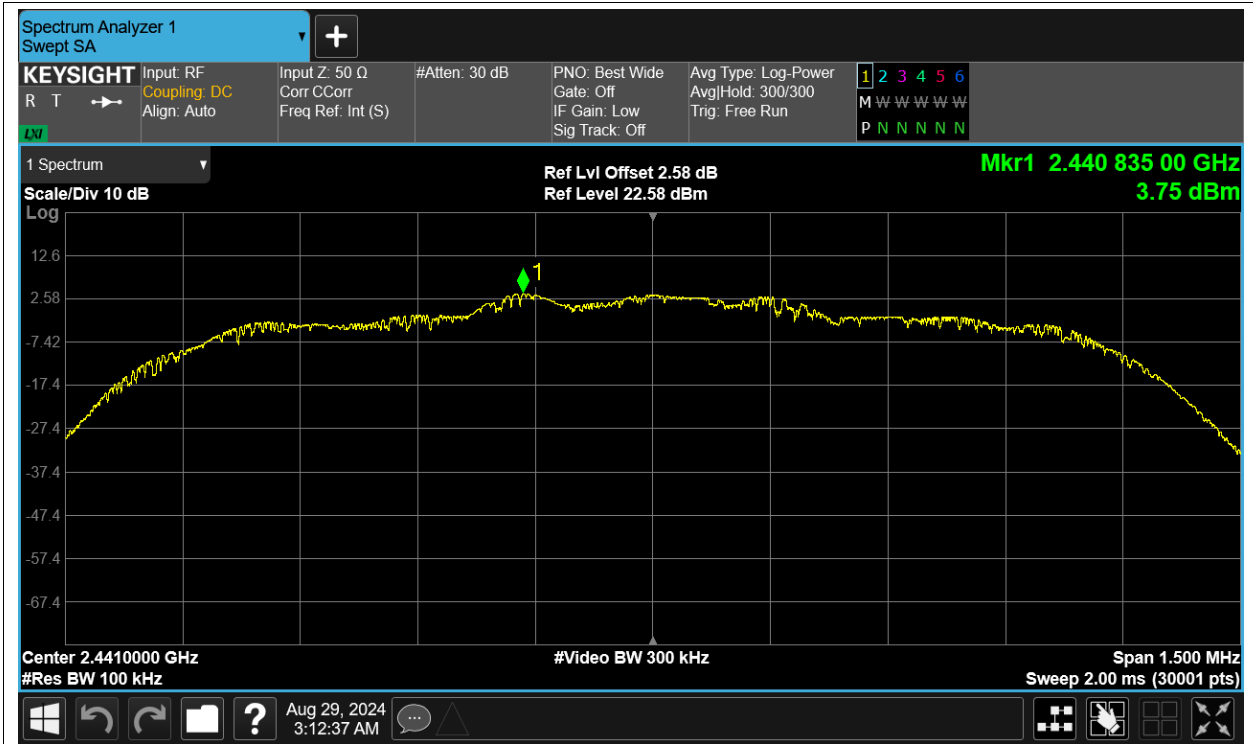 Spectrum Analyzer 1
Swept SA
KEYSIGHT
R T
LXI
Input: RF
Coupling: DC
Align: Auto
Input Z: 50 Ω
Corr CCorr
Freq Ref: Int (S)
#Atten: 30 dB
PNO: Best Wide
Gate: Off
IF Gain: Low
Sig Track: Off
Avg Type: Log-Power
Avg|Hold: 300/300
Trig: Free Run
1 2 3 4 5 6
M W W W W W W
P N N N N N
1 Spectrum
Scale/Div 10 dB
Log
Ref Lvl Offset 2.58 dB
Ref Level 22.58 dBm
Mkr1 2.440 835 00 GHz
3.75 dBm
12.6
2.58
-7.42
-17.4
-27.4
-37.4
-47.4
-57.4
-67.4
1
Center 2.4410000 GHz
#Res BW 100 kHz
#Video BW 300 kHz
Span 1.500 MHz
Sweep 2.00 ms (30001 pts)
?
Aug 29, 2024
3:12:37 AM